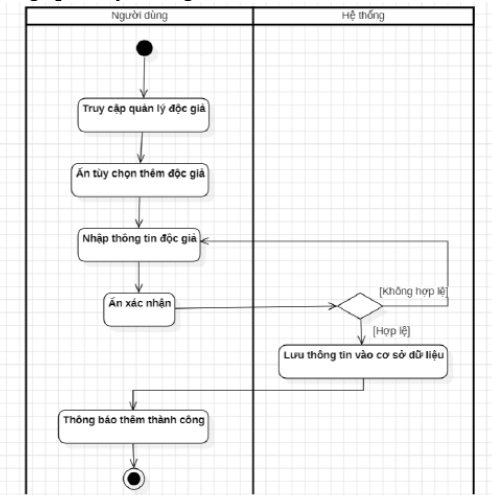 Người dùng
Hệ thống
Truy cập quản lý độc giả
Ấn tùy chọn thêm độc giả
Nhập thông tin độc giả
Ấn xác nhận
[Không hợp lệ]
[Hợp lệ]
Lưu thông tin vào cơ sở dữ liệu
Thông báo thêm thành công